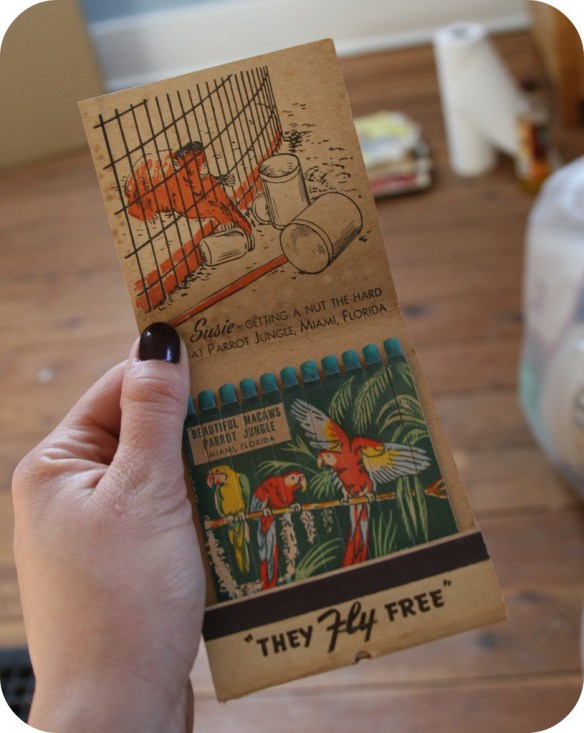 Susie - GETTING A NUT THE HARD
AT PARROT JUNGLE, MIAMI, FLORIDA
BEAUTIFUL MACAWS
PARROT JUNGLE
MIAMI, FLORIDA
"THEY Fly FREE"